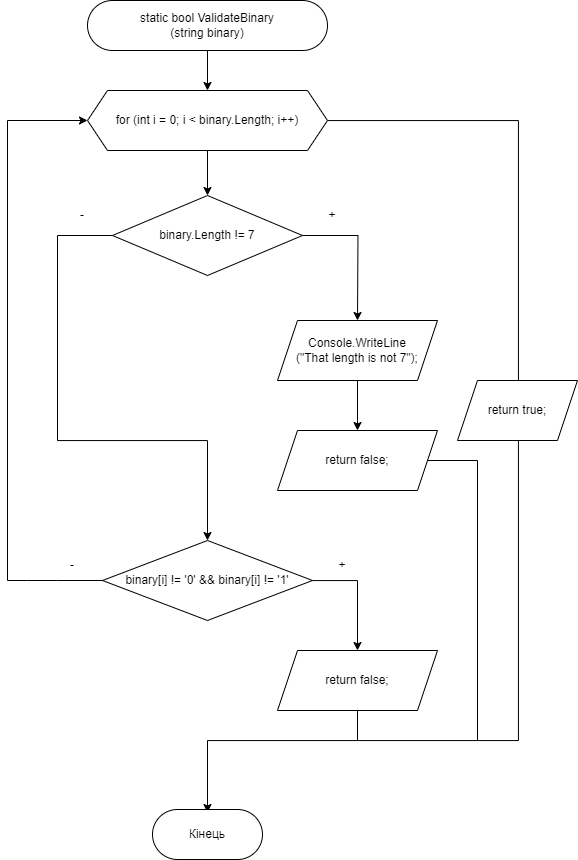 static bool ValidateBinary
(string binary)
for (int i = 0; i < binary.Length; i++)
-
+
binary.Length != 7
Console.WriteLine
("That length is not 7");
return true;
return false;
-
+
binary[i] != '0' && binary[i] != '1'
return false;
Кінець